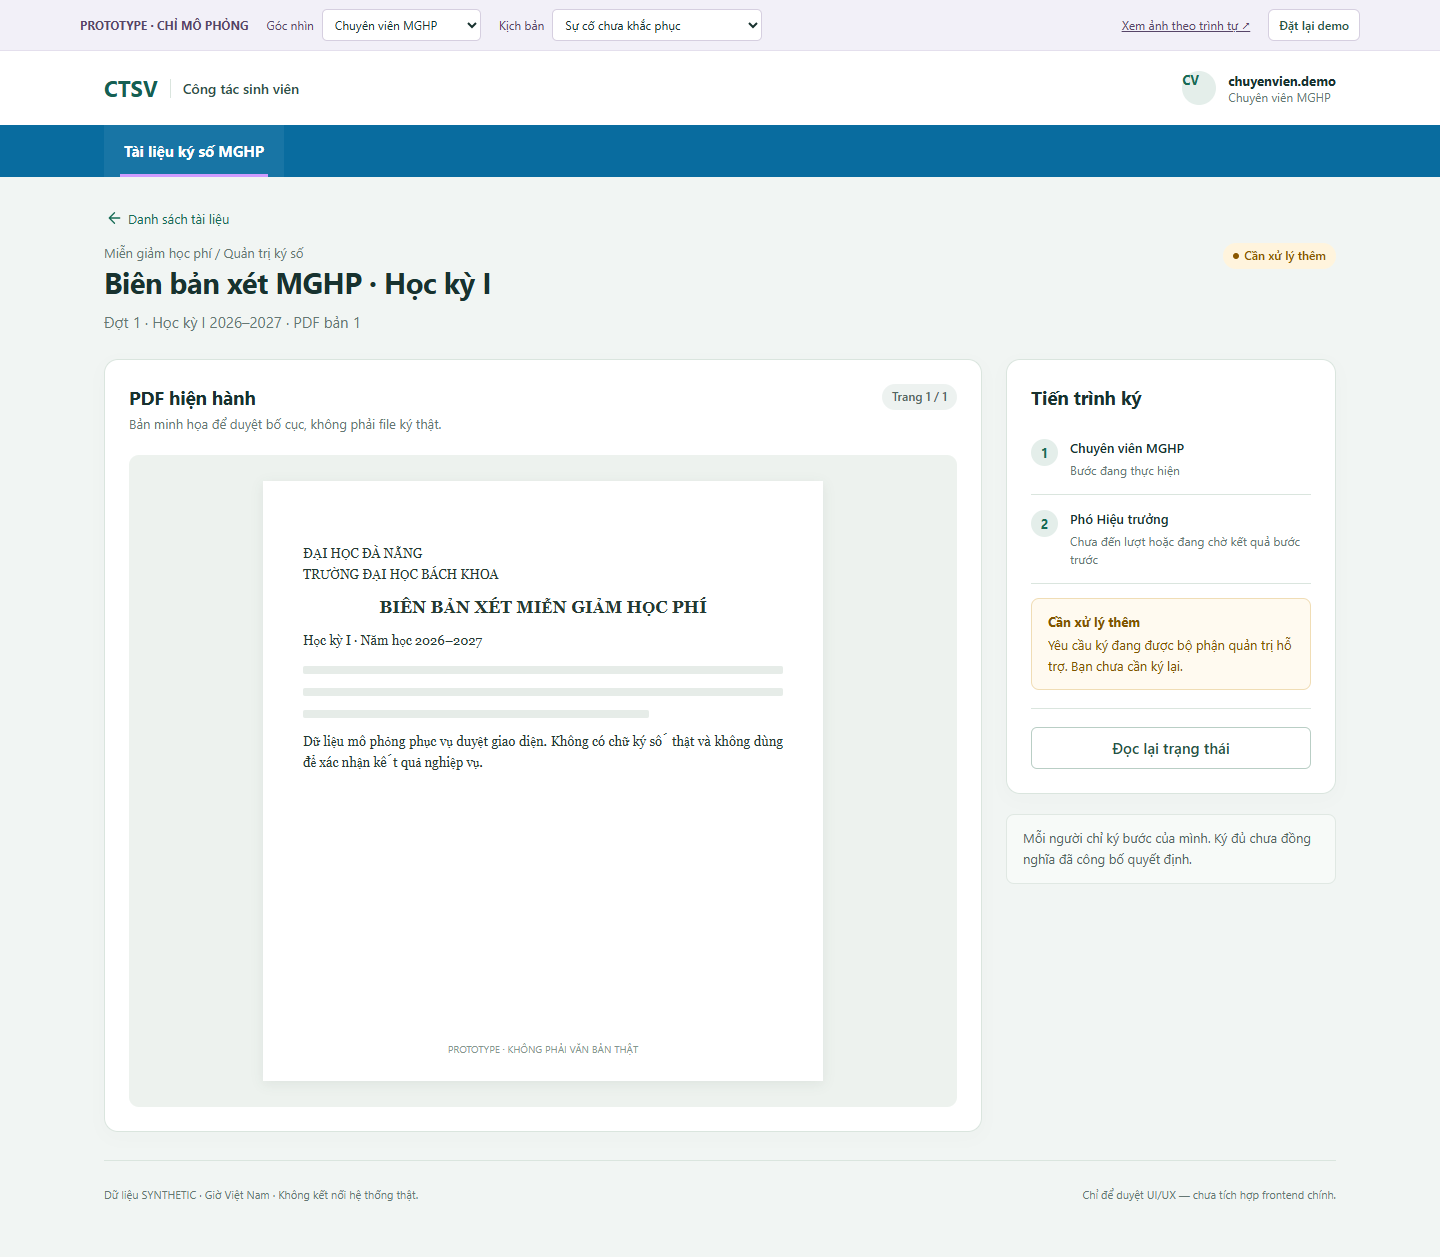 PROTOTYPE · CHỈ MÔ PHỎNG
Góc nhìn
Chuyên viên MGHP
Kịch bản
Sự cố chưa khắc phục
Xem ảnh theo trình tự ↗
Đặt lại demo
CTSV
Công tác sinh viên
CV
chuyenvien.demo
Chuyên viên MGHP
Tài liệu ký số MGHP
← Danh sách tài liệu
Miễn giảm học phí / Quản trị ký số
Biên bản xét MGHP · Học kỳ I
Đợt 1 · Học kỳ I 2026–2027 · PDF bản 1
Cần xử lý thêm
PDF hiện hành
Bản minh họa để duyệt bố cục, không phải file ký thật.
Trang 1 / 1
ĐẠI HỌC ĐÀ NẴNG
TRƯỜNG ĐẠI HỌC BÁCH KHOA
BIÊN BẢN XÉT MIỄN GIẢM HỌC PHÍ
Học kỳ I · Năm học 2026–2027
Dữ liệu mô phỏng phục vụ duyệt giao diện. Không có chữ ký số thật và không dùng
để xác nhận kết quả nghiệp vụ.
PROTOTYPE · KHÔNG PHẢI VĂN BẢN THẬT
Tiến trình ký
1
Chuyên viên MGHP
Bước đang thực hiện
2
Phó Hiệu trưởng
Chưa đến lượt hoặc đang chờ kết quả bước
trước
Cần xử lý thêm
Yêu cầu ký đang được bộ phận quản trị hỗ
trợ. Bạn chưa cần ký lại.
Đọc lại trạng thái
Mỗi người chỉ ký bước của mình. Ký đủ chưa đồng
nghĩa đã công bố quyết định.
Dữ liệu SYNTHETIC · Giờ Việt Nam · Không kết nối hệ thống thật.
Chỉ để duyệt UI/UX — chưa tích hợp frontend chính.